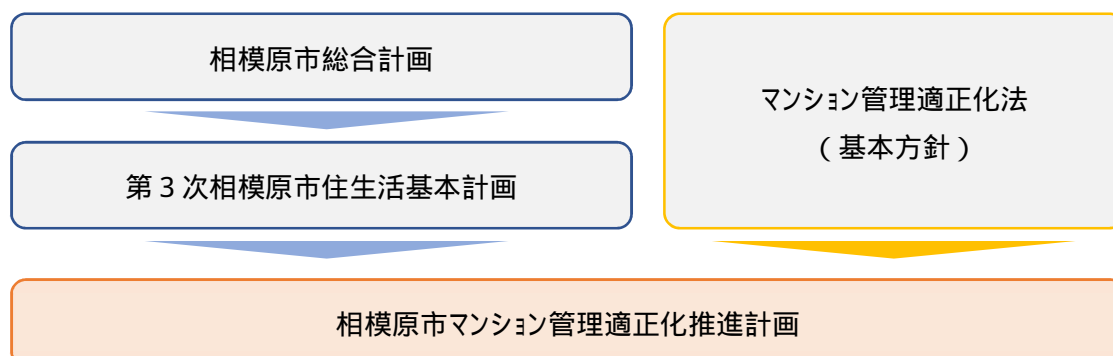 相模原市総合計画
第3次相模原市住生活基本計画
マンション管理適正化法
(基本方針)
相模原市マンション管理適正化推進計画